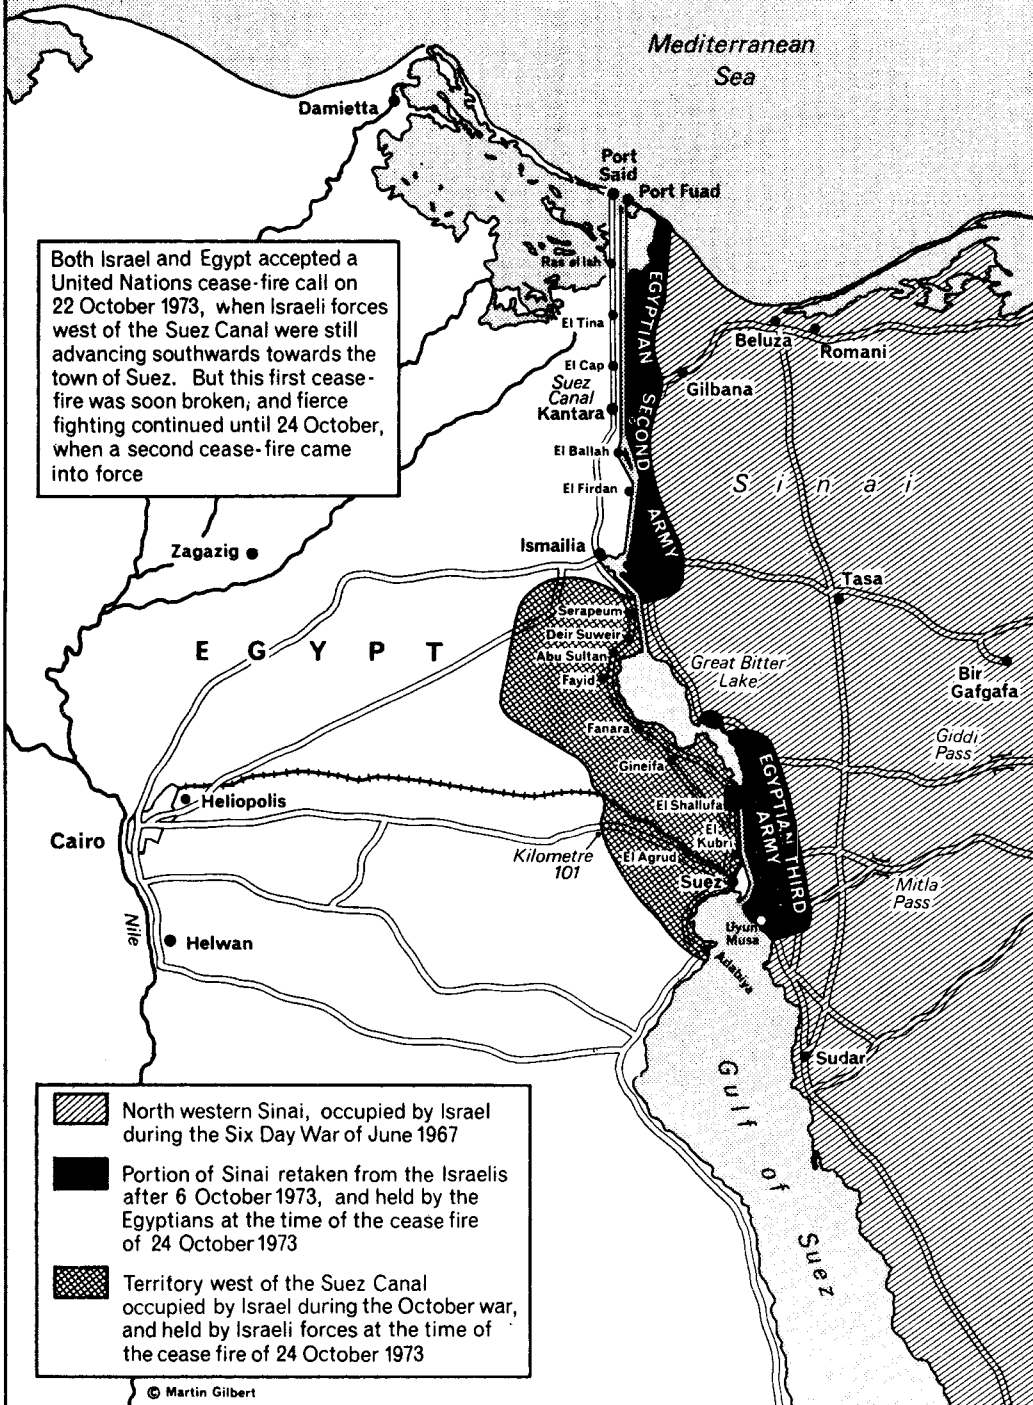 Mediterranean
Sea
Damietta
Port
Said
Port Fuad
Both Israel and Egypt accepted a
United Nations cease-fire call on
22 October 1973, when Israeli forces
west of the Suez Canal were still
advancing southwards towards the
town of Suez. But this first cease-
fire was soon broken, and fierce
fighting continued until 24 October,
when a second cease-fire came
into force
Ras el Ish
El Tina
El Cap
Suez
Canal
Kantara
El Ballah
El Firdan
Ismailia
EGYPTIAN SECOND ARMY
Beluza
Romani
Gilbana
Sinai
Zagazig
Tasa
EGYPT
Serapeum
Deir Suweir
Abu Sultan
Fayid
Great Bitter
Lake
Bir
Gafgafa
Fanara
Gineifa
Giddi
Pass
Heliopolis
El Shallufa
EGYPTIAN THIRD
ARMY
Cairo
Kilometre
101
El
Kubri
El Agrud
Suez
Mitla
Pass
Nile
Helwan
Uyun
Musa
Adabiya
Sudar
Gulf of Suez
North western Sinai, occupied by Israel
during the Six Day War of June 1967
Portion of Sinai retaken from the Israelis
after 6 October 1973, and held by the
Egyptians at the time of the cease fire
of 24 October 1973
Territory west of the Suez Canal
occupied by Israel during the October war,
and held by Israeli forces at the time of
the cease fire of 24 October 1973
© Martin Gilbert